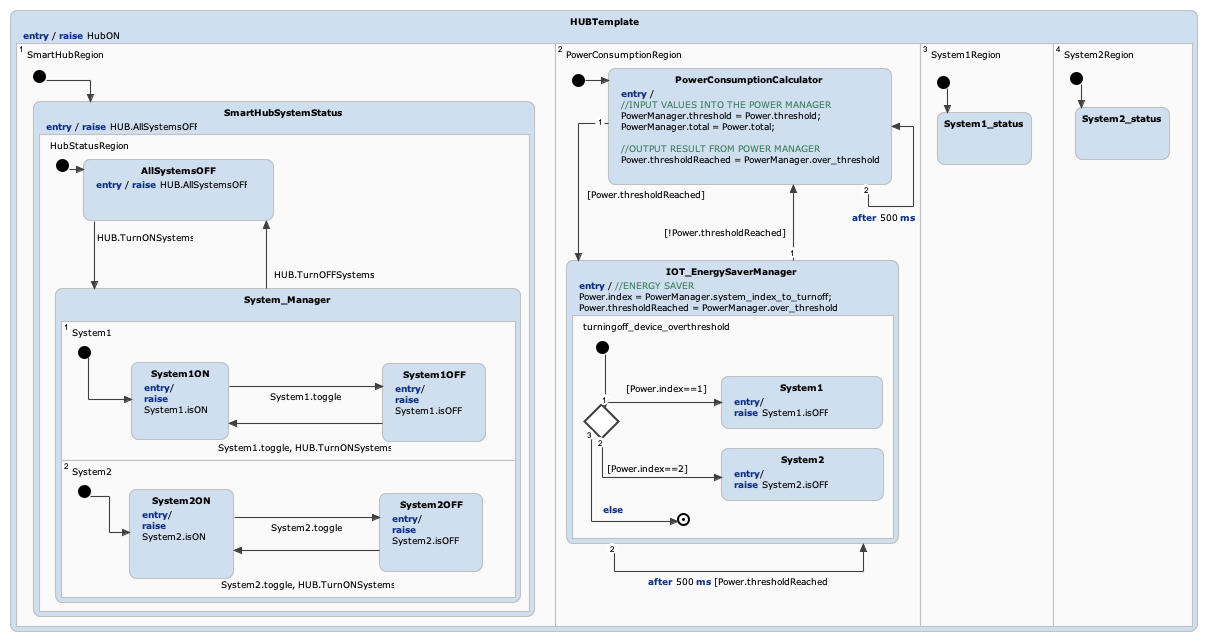 HUBTemplate
entry / raise HubON
1
SmartHubRegion
SmartHubSystemStatus
entry / raise HUB.AllSystemsOFF
HubStatusRegion
AllSystemsOFF
entry / raise HUB.AllSystemsOFF
HUB.TurnONSystems
HUB.TurnOFFSystems
System_Manager
1
System1
System1ON
entry/
raise
System1.isON
System1.toggle
System1OFF
entry/
raise
System1.isOFF
System1.toggle, HUB.TurnONSystems
2
System2
System2ON
entry/
raise
System2.isON
System2.toggle
System2OFF
entry/
raise
System2.isOFF
System2.toggle, HUB.TurnONSystems
2
PowerConsumptionRegion
PowerConsumptionCalculator
entry /
//INPUT VALUES INTO THE POWER MANAGER
PowerManager.threshold = Power.threshold;
PowerManager.total = Power.total;
//OUTPUT RESULT FROM POWER MANAGER
Power.thresholdReached = PowerManager.over_threshold
1
[Power.thresholdReached]
2
after 500 ms
[!Power.thresholdReached]
1
IOT_EnergySaverManager
entry / //ENERGY SAVER
Power.index = PowerManager.system_index_to_turnoff;
Power.thresholdReached = PowerManager.over_threshold
turningoff_device_overthreshold
1
[Power.index==1]
System1
entry/
raise System1.isOFF
3
2
[Power.index==2]
System2
entry/
raise System2.isOFF
else
2
after 500 ms [Power.thresholdReached
3
System1Region
System1_status
4
System2Region
System2_status